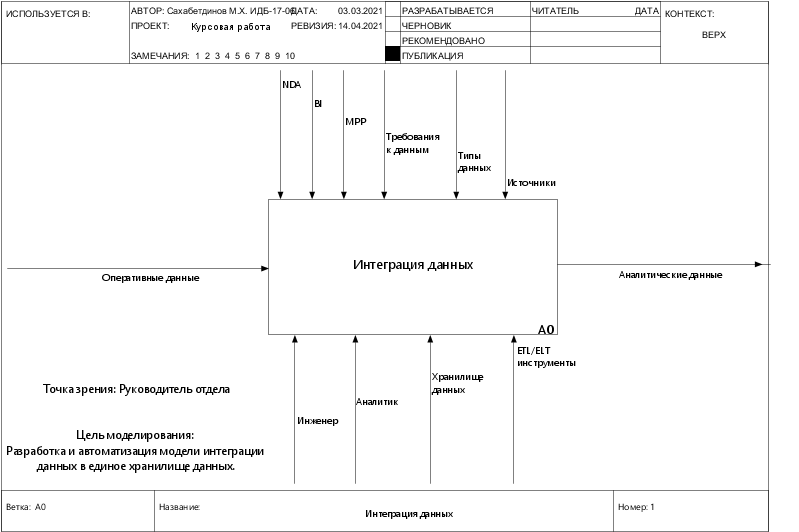 ИСПОЛЬЗУЕТСЯ В:
АВТОР: Сахабетдинов М.Х. ИДБ-17-06
ДАТА: 03.03.2021
РАЗРАБАТЫВАЕТСЯ
ЧИТАТЕЛЬ
ДАТА
КОНТЕКСТ:
ПРОЕКТ: Курсовая работа
РЕВИЗИЯ: 14.04.2021
ЧЕРНОВИК
ВЕРХ
РЕКОМЕНДОВАНО
ЗАМЕЧАНИЯ: 1 2 3 4 5 6 7 8 9 10
ПУБЛИКАЦИЯ
NDA
BI
MPP
Требования
к данным
Типы
данных
Источники
Оперативные данные
Интеграция данных
Аналитические данные
A0
ETL/ELT
инструменты
Хранилище
данных
Аналитик
Инженер
Точка зрения: Руководитель отдела
Цель моделирования:
Разработка и автоматизация модели интеграции
данных в единое хранилище данных.
Ветка: A0
Название:
Интеграция данных
Номер: 1